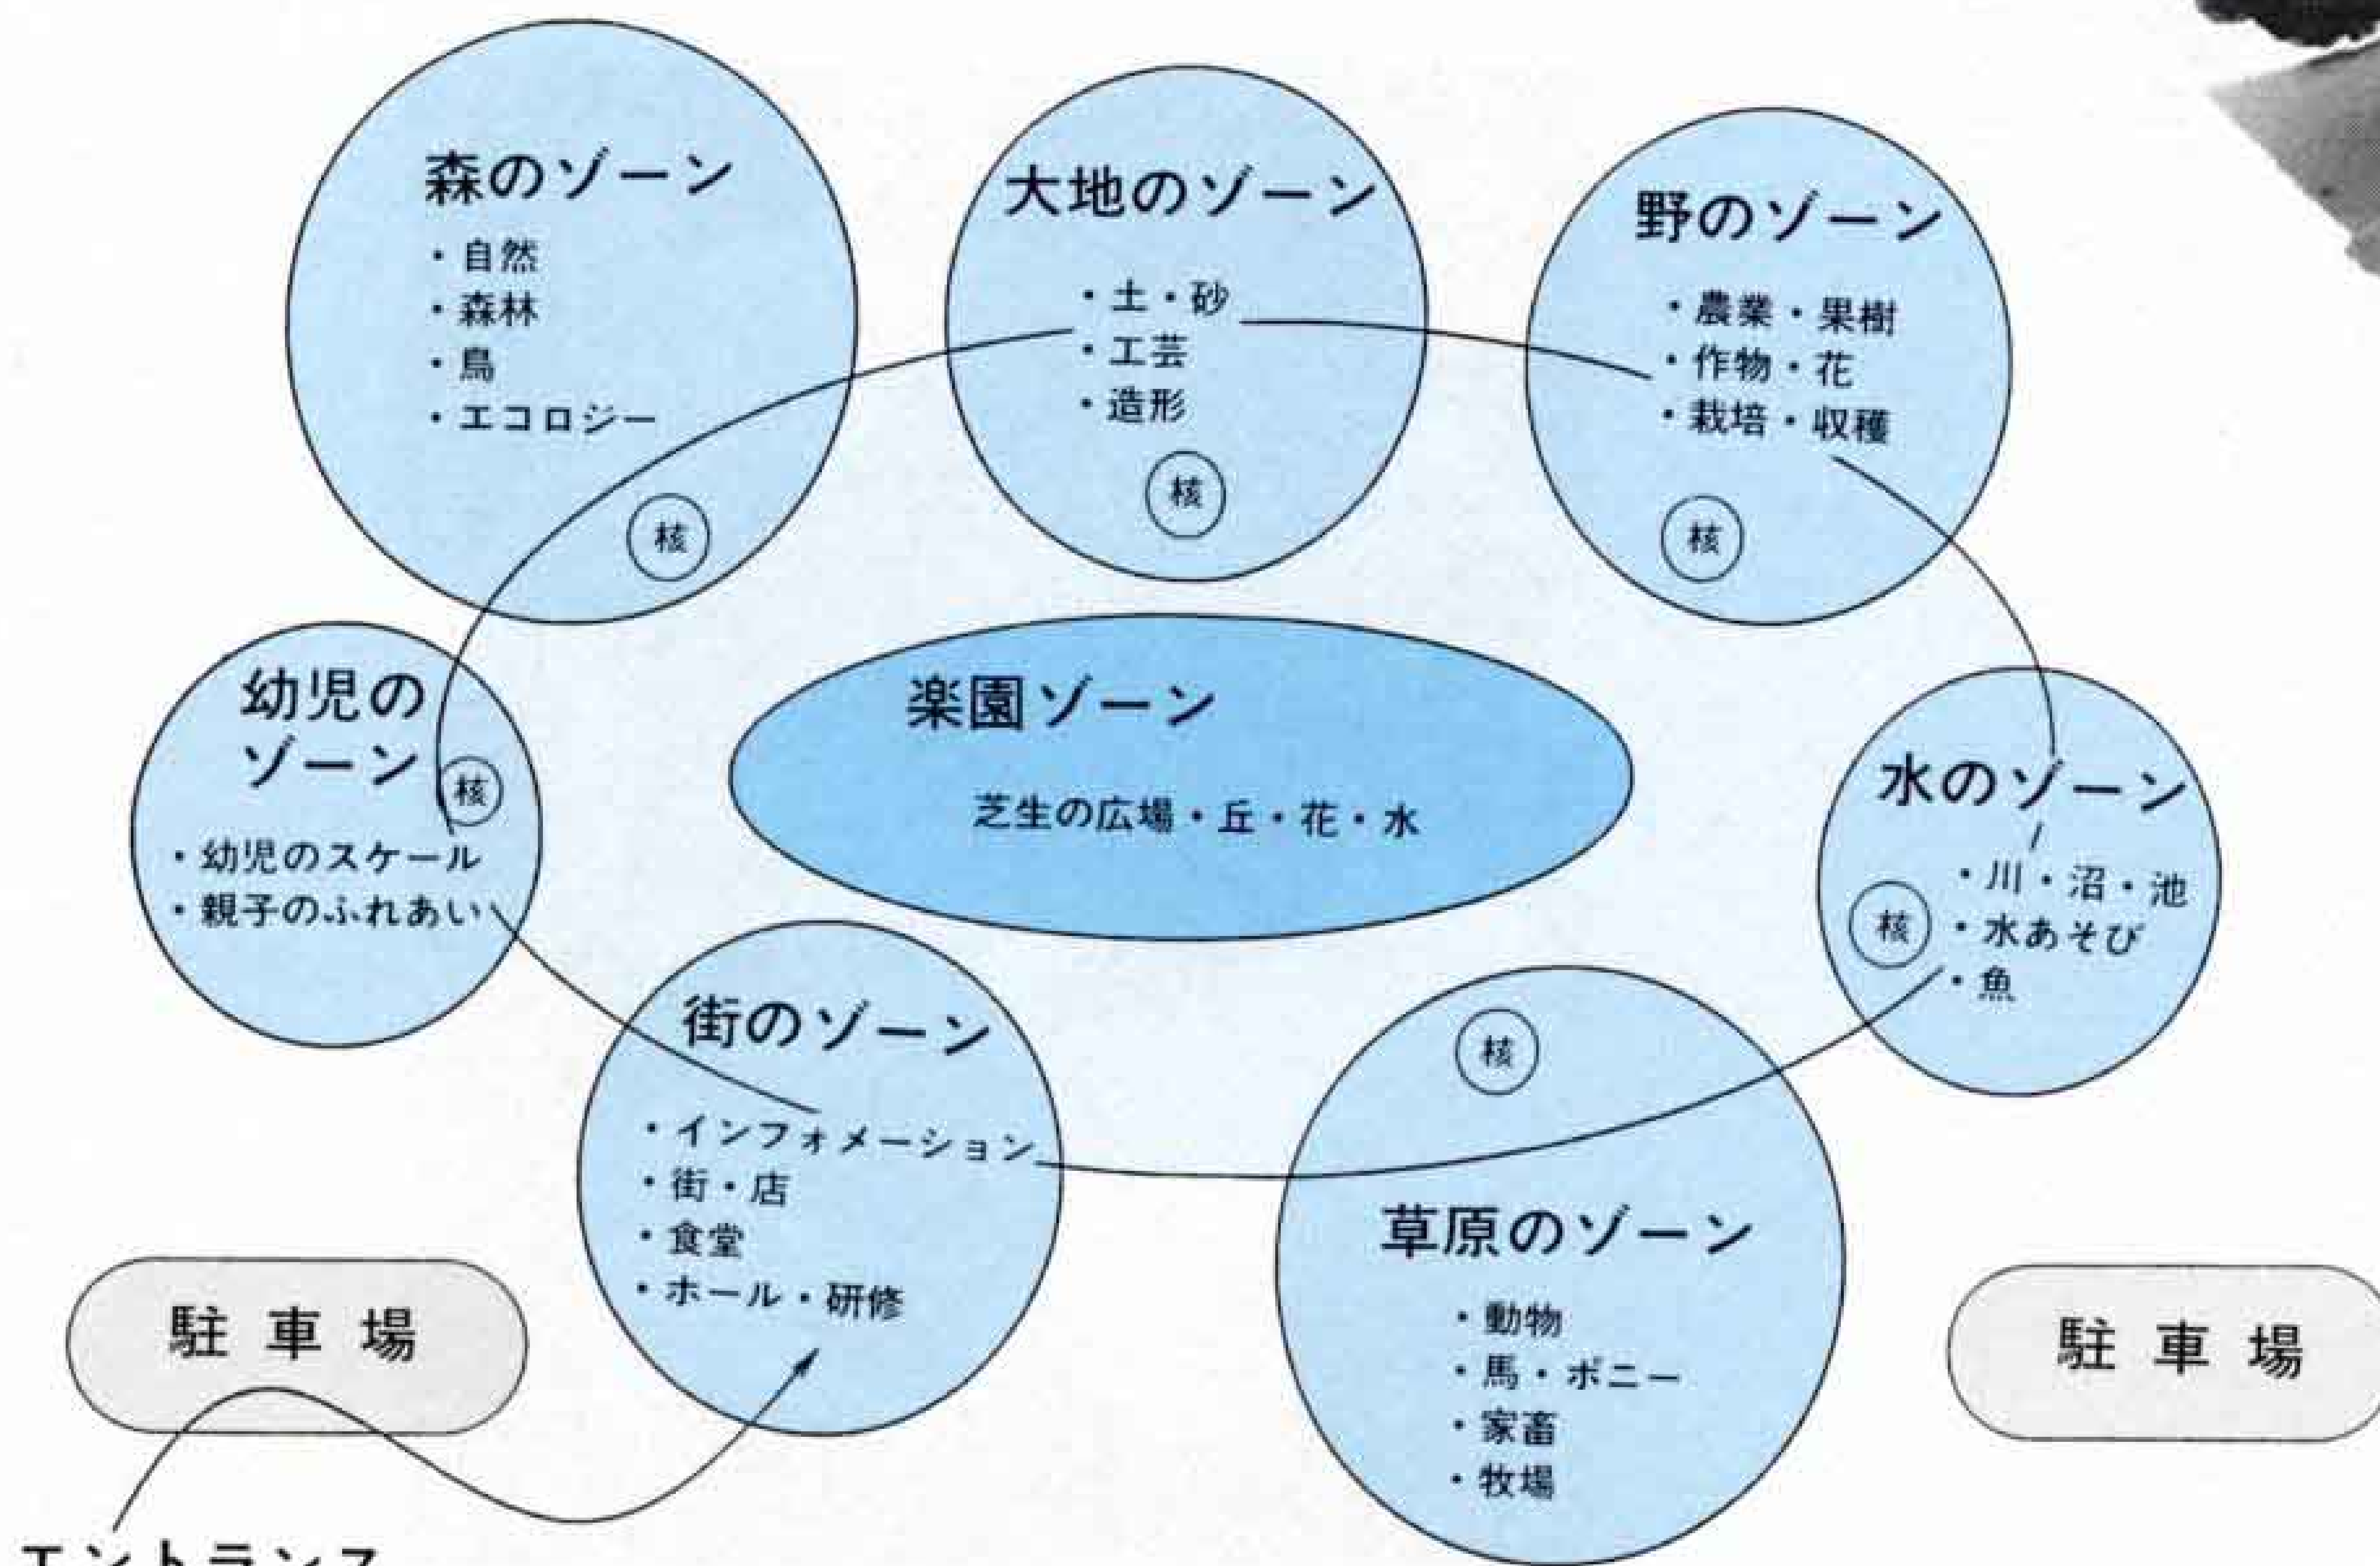 森のゾーン
・自然
・森林
・鳥
・エコロジー
核
大地のゾーン
・土・砂
・工芸
・造形
核
野のゾーン
・農業・果樹
・作物・花
・栽培・収穫
核
幼児の
ゾーン
核
・幼児のスケール
・親子のふれあい
楽園ゾーン
芝生の広場・丘・花・水
水のゾーン
・川・沼・池
核
・水あそび
・魚
街のゾーン
・インフォメーション
・街・店
・食堂
・ホール・研修
核
草原のゾーン
・動物
・馬・ポニー
・家畜
・牧場
駐車場
駐車場
エントランス